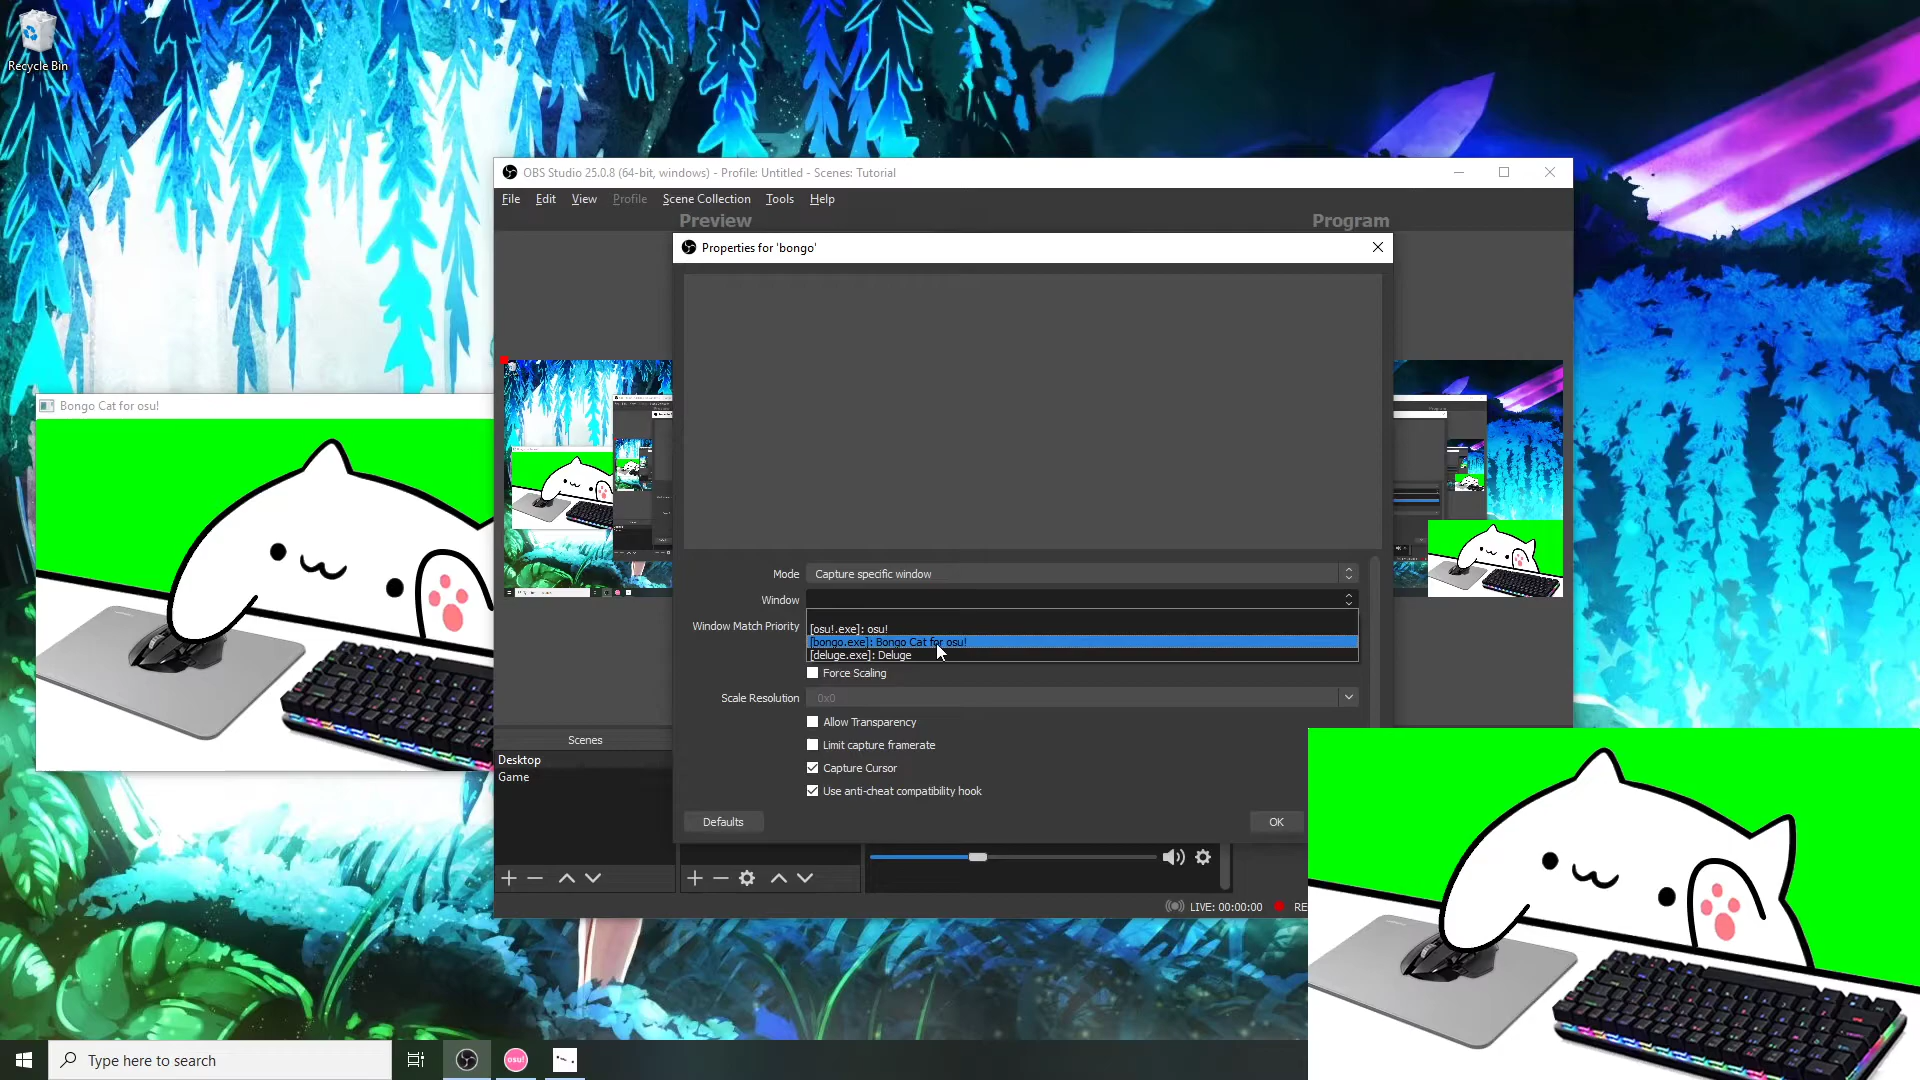 Recycle Bin
OBS Studio 25.0.8 (64-bit, windows) - Profile: Untitled - Scenes: Tutorial
File Edit View Profile Scene Collection Tools Help
Preview
Program
Properties for 'bongo'
Bongo Cat for osu!
Mode Capture specific window
Window
Window Match Priority
[osu!.exe]: osu!
[bongo.exe]: Bongo Cat for osu!
[deluge.exe]: Deluge
Force Scaling
Scale Resolution 0x0
Allow Transparency
Limit capture framerate
Capture Cursor
Use anti-cheat compatibility hook
Defaults
OK
Scenes
Desktop
Game
LIVE: 00:00:00
RE
Type here to search
osu!